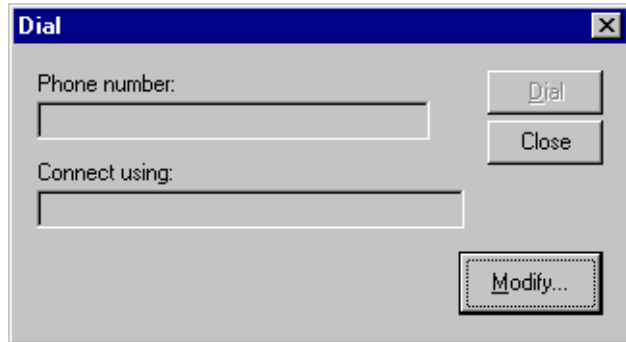 Dial
Phone number:
Dial
Close
Connect using:
Modify...